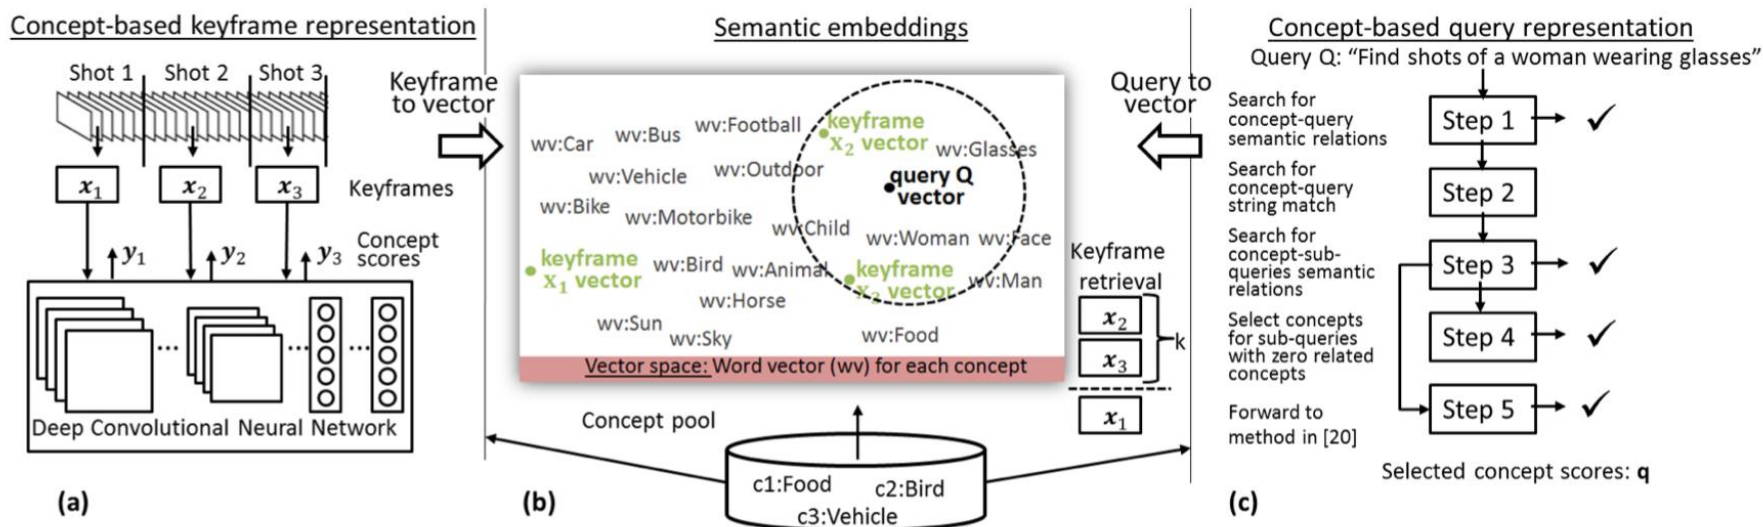 Concept-based keyframe representation
Shot 1 Shot 2 Shot 3
x₁ x₂ x₃ Keyframes
y₁ y₂ y₃ Concept
scores
... ... ...
Deep Convolutional Neural Network
(a)
Keyframe
to vector
Semantic embeddings
wv:Car wv:Bus wv:Football
keyframe
x₂ vector
wv:Glasses
wv:Vehicle wv:Outdoor
query Q
vector
wv:Bike wv:Motorbike
wv:Child wv:Woman wv:Face
keyframe
x₁ vector
wv:Bird wv:Animal
keyframe
x₃ vector
wv:Man
wv:Horse
wv:Sun wv:Sky wv:Food
Vector space: Word vector (wv) for each concept
Keyframe
retrieval
x₂
x₃
k
x₁
Concept pool
c1:Food c2:Bird
c3:Vehicle
(b)
Query to
vector
Concept-based query representation
Query Q: “Find shots of a woman wearing glasses”
Search for
concept-query
semantic relations
Step 1 ✓
Search for
concept-query
string match
Step 2
Search for
concept-sub-
queries semantic
relations
Step 3 ✓
Select concepts
for sub-queries
with zero related
concepts
Step 4 ✓
Forward to
method in [20]
Step 5 ✓
Selected concept scores: q
(c)